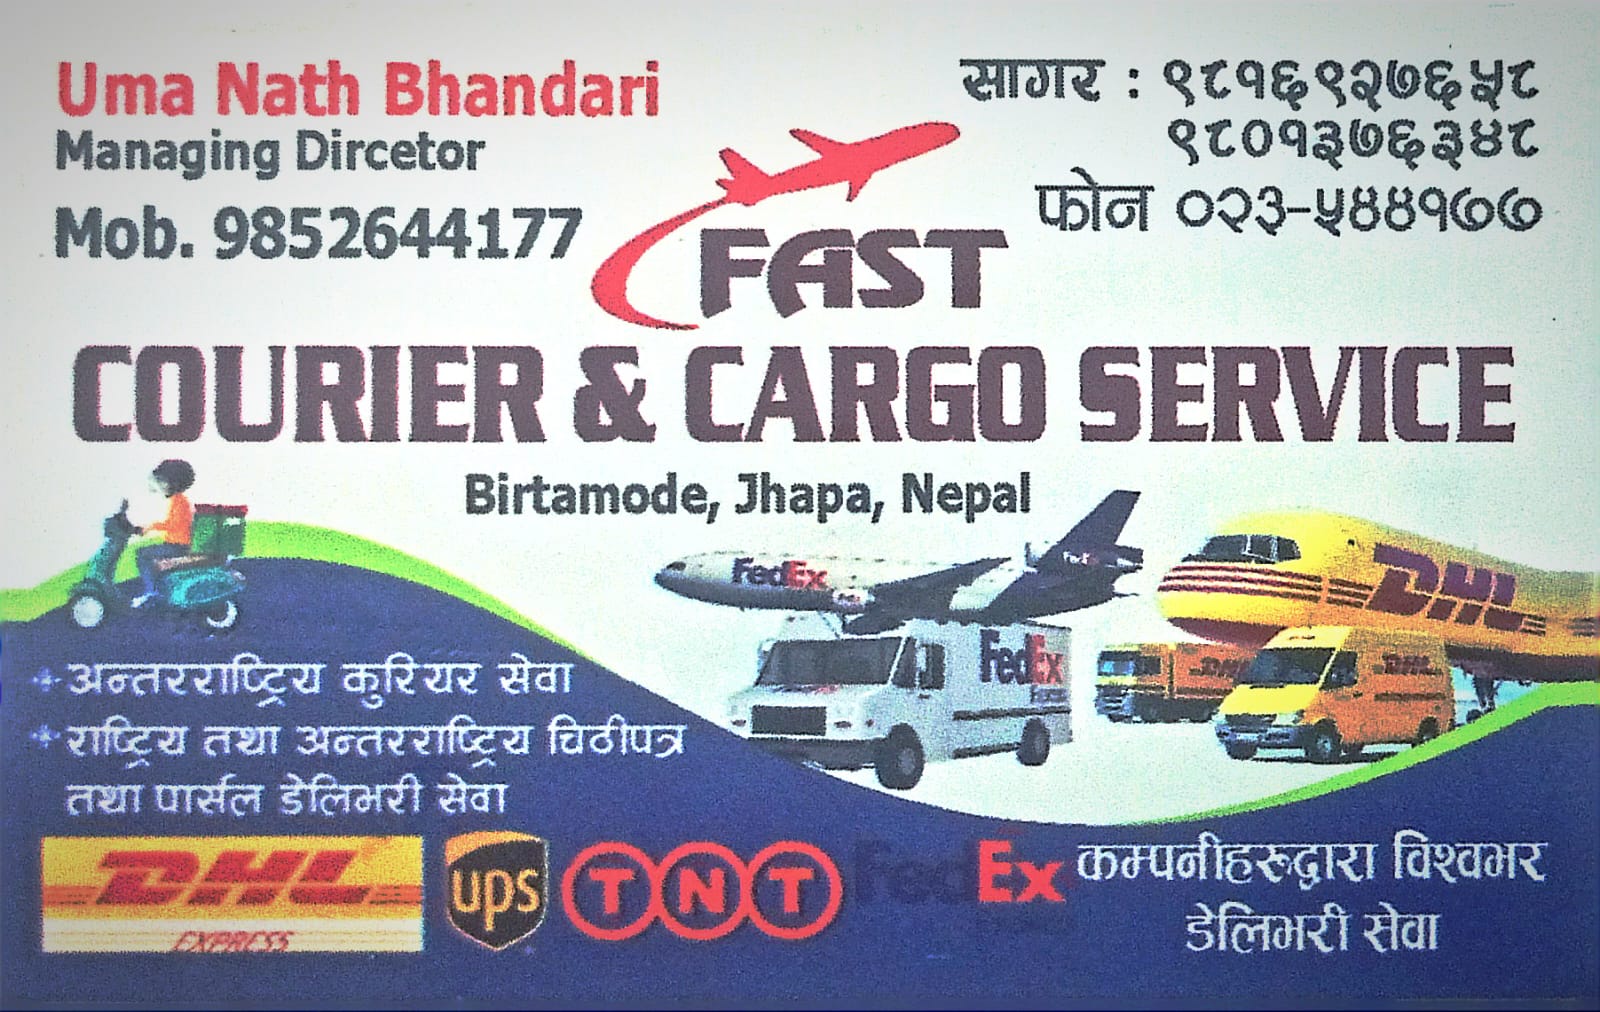 Uma Nath Bhandari
Managing Dircetor
Mob. 9852644177
सागर : ९८१६९२७६५८
९८०१३७६३४८
फोन ०२३-५४४१७७
FAST
COURIER & CARGO SERVICE
Birtamode, Jhapa, Nepal
FedEx
FedEx
DHL
FedEx
DHL
DHL
अन्तरराष्ट्रिय कुरियर सेवा
राष्ट्रिय तथा अन्तरराष्ट्रिय चिठीपत्र
तथा पार्सल डेलिभरी सेवा
DHL
EXPRESS
ups
TNT
FedEx
कम्पनीहरुद्वारा विश्वभर
डेलिभरी सेवा